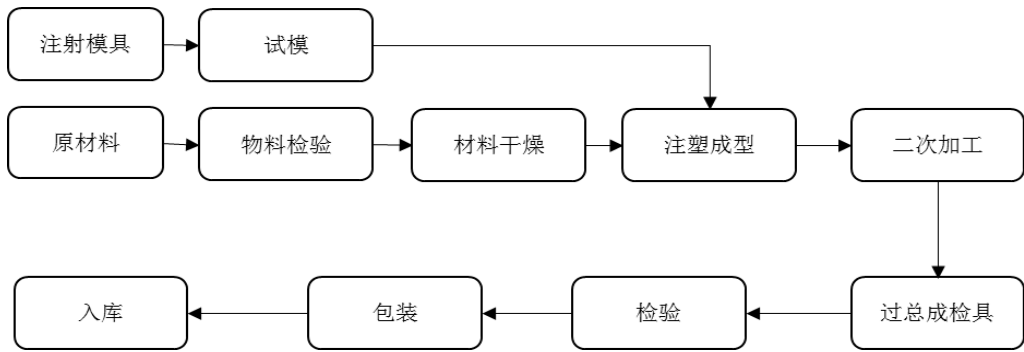 注射模具
试模
原材料
物料检验
材料干燥
注塑成型
二次加工
过总成检具
检验
包装
入库